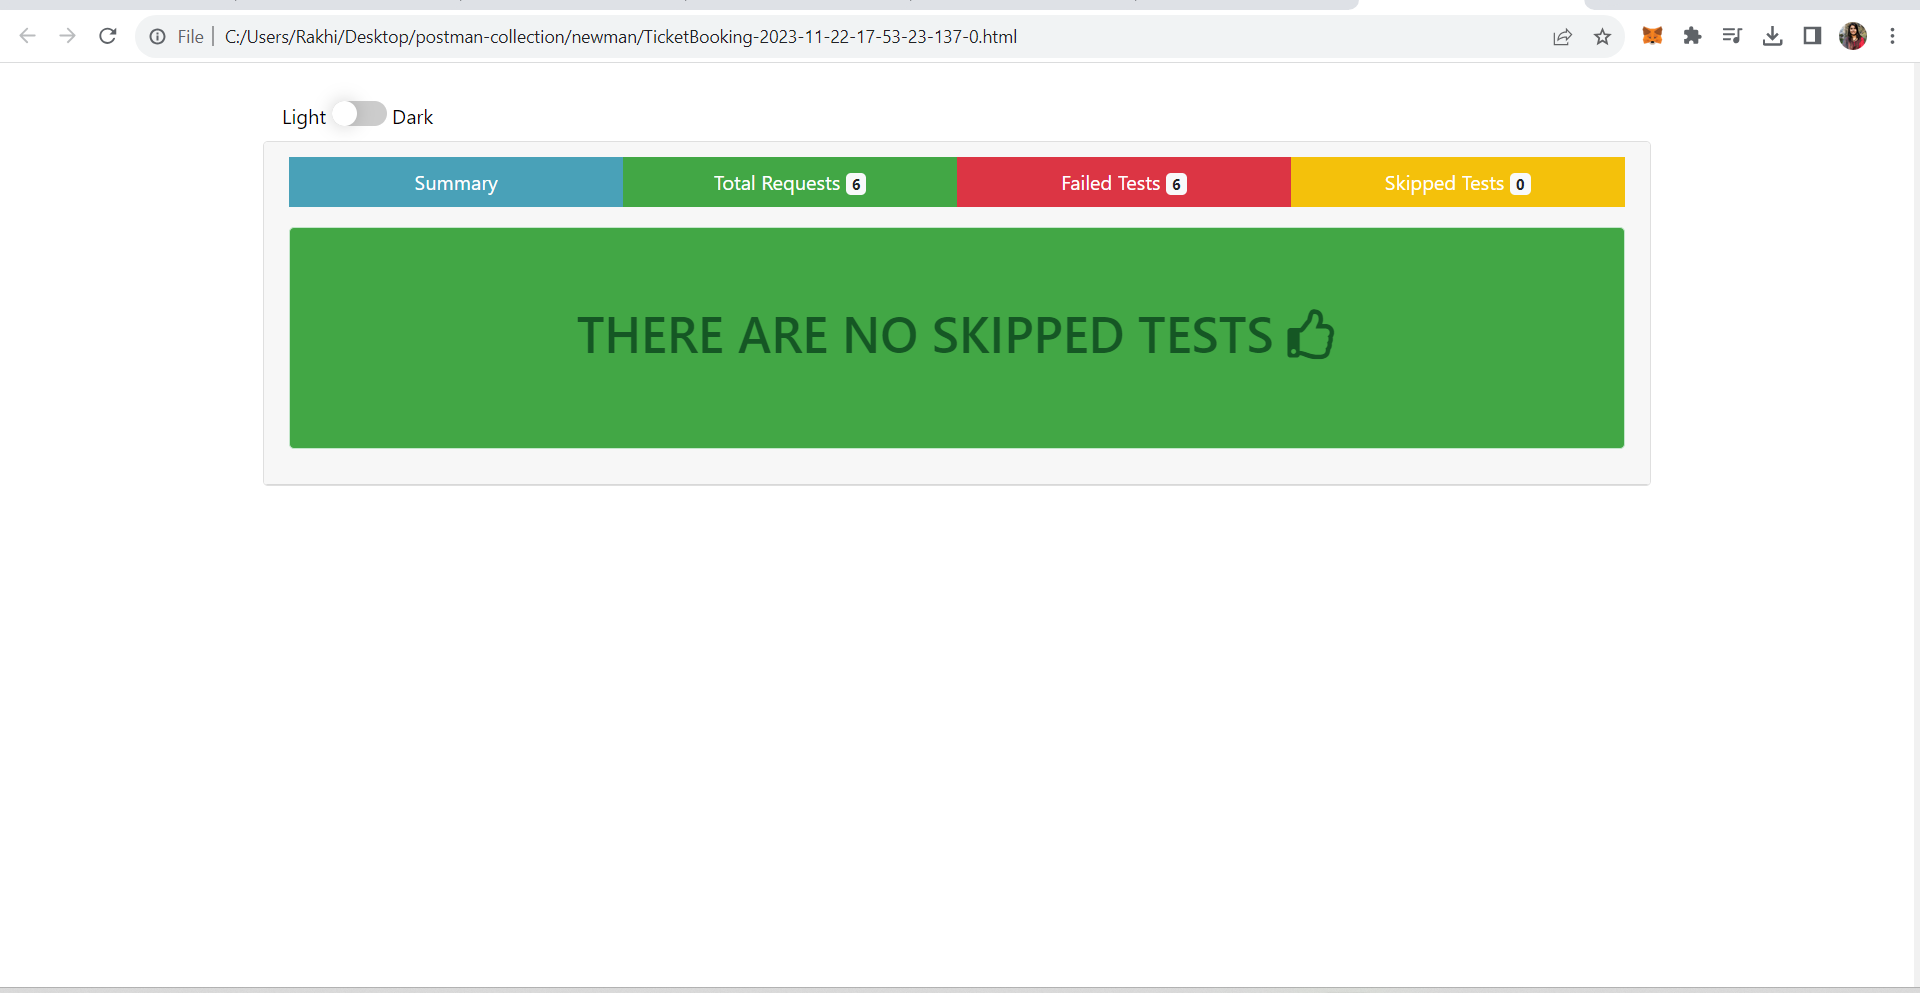 File | C:/Users/Rakhi/Desktop/postman-collection/newman/TicketBooking-2023-11-22-17-53-23-137-0.html
Light Dark
Summary Total Requests 6 Failed Tests 6 Skipped Tests 0
THERE ARE NO SKIPPED TESTS